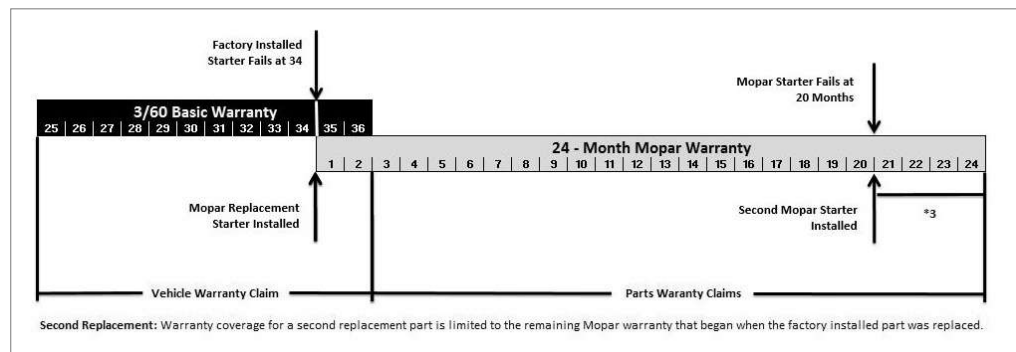 Factory Installed
Starter Fails at 34
Mopar Starter Fails at
20 Months
3/60 Basic Warranty
25 26 27 28 29 30 31 32 33 34 35 36
24 - Month Mopar Warranty
1 2 3 4 5 6 7 8 9 10 11 12 13 14 15 16 17 18 19 20 21 22 23 24
Mopar Replacement
Starter Installed
Second Mopar Starter
Installed
*3
Vehicle Warranty Claim
Parts Waranty Claims
Second Replacement: Warranty coverage for a second replacement part is limited to the remaining Mopar warranty that began when the factory installed part was replaced.